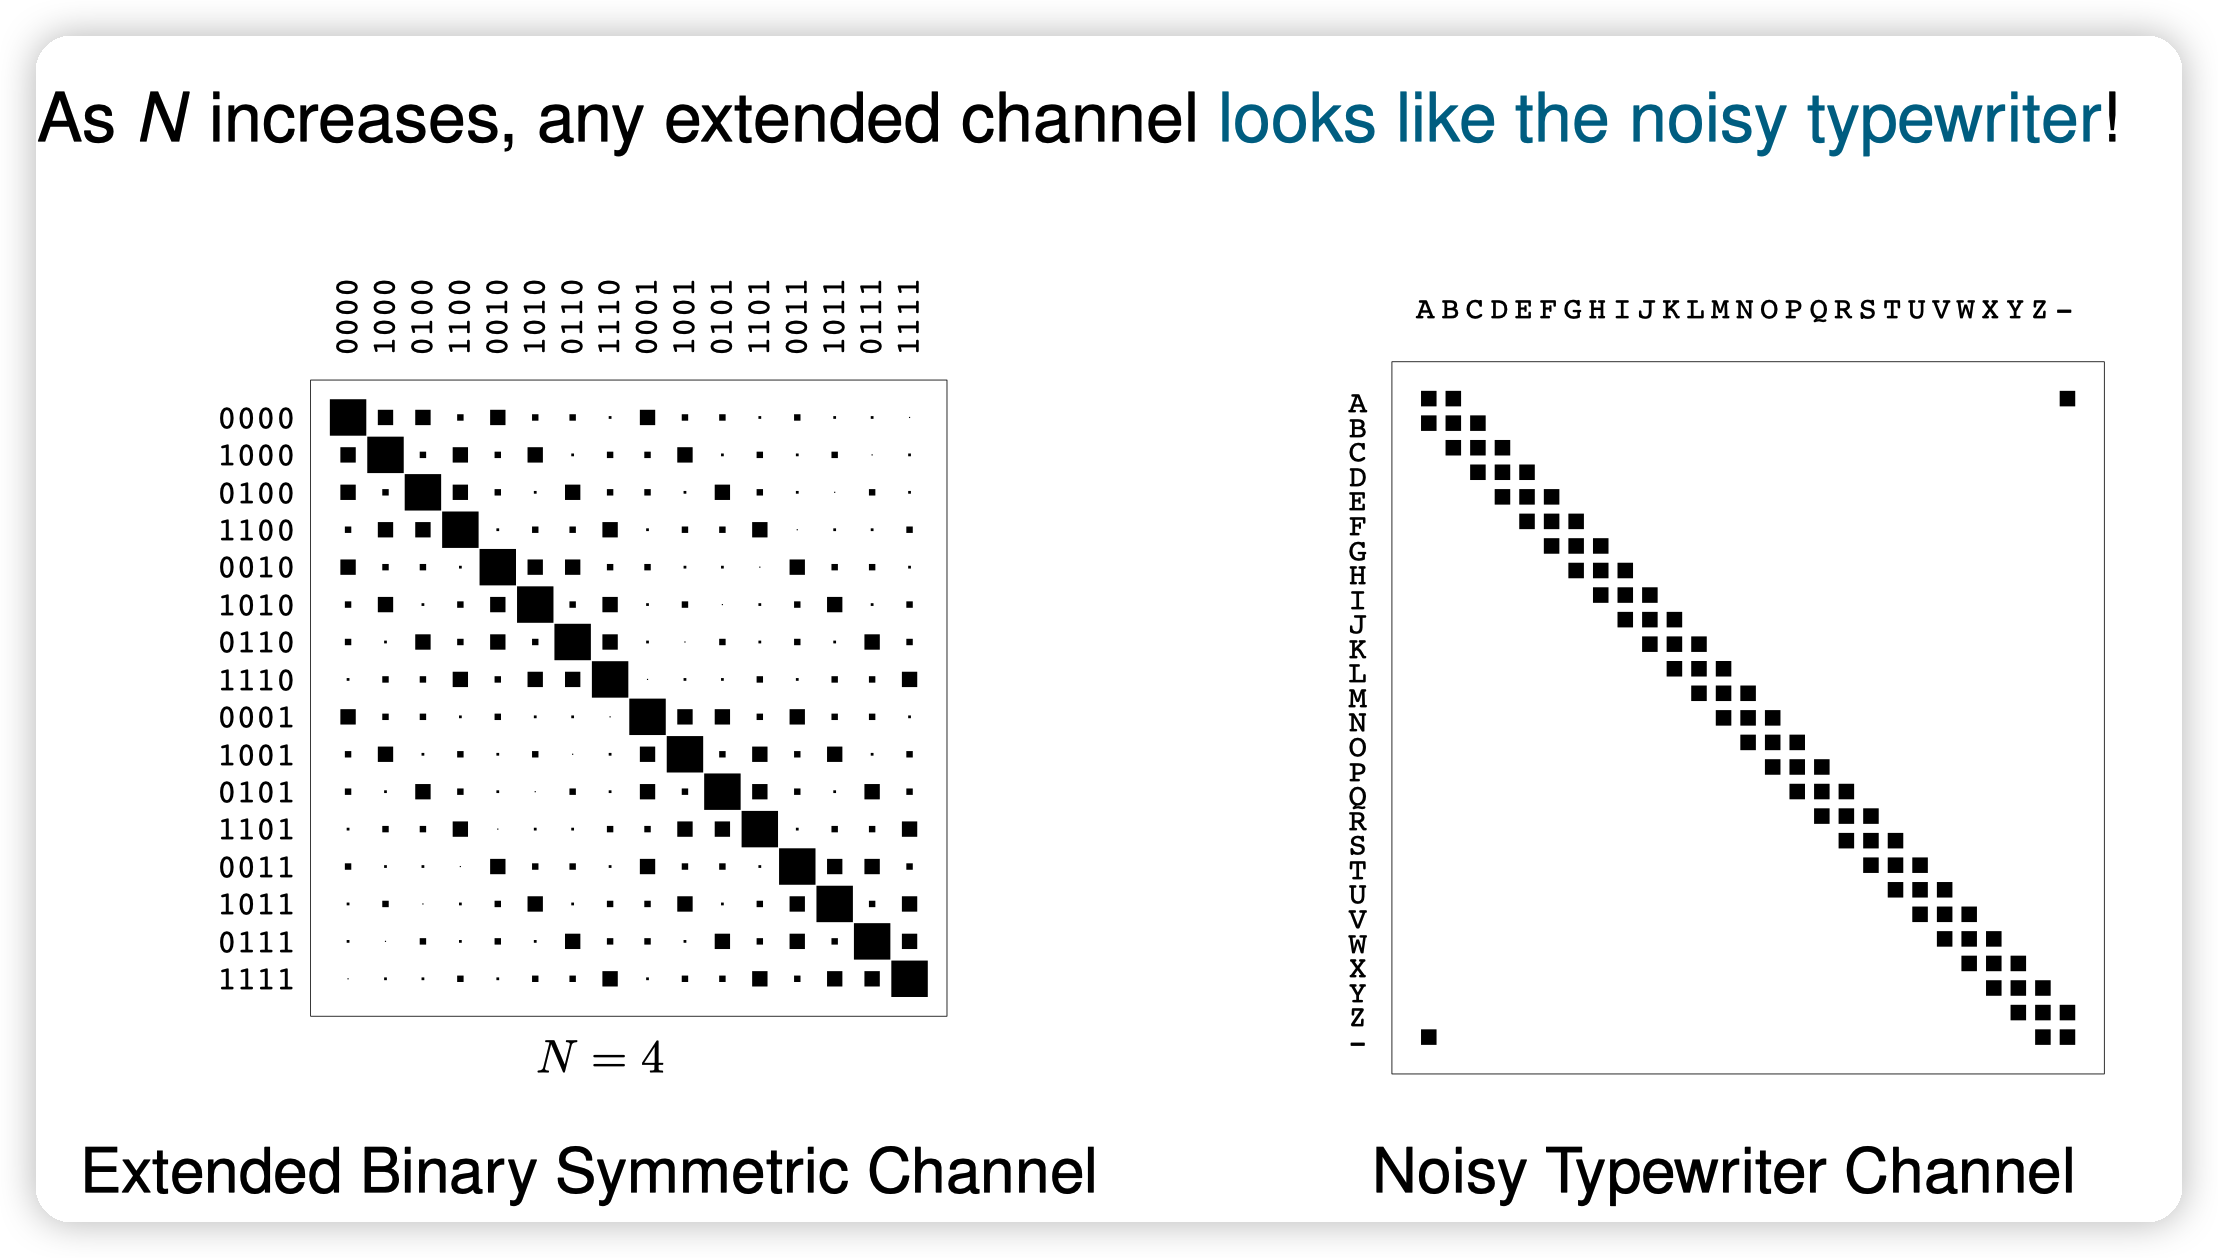 As N increases, any extended channel looks like the noisy typewriter!
0000 1000 0100 1100 0010 1010 0110 1110 0001 1001 0101 1101 0011 1011 0111 1111
0000
1000
0100
1100
0010
1010
0110
1110
0001
1001
0101
1101
0011
1011
0111
1111
N = 4
Extended Binary Symmetric Channel
A B C D E F G H I J K L M N O P Q R S T U V W X Y Z -
A
B
C
D
E
F
G
H
I
J
K
L
M
N
O
P
Q
R
S
T
U
V
W
X
Y
Z
-
Noisy Typewriter Channel